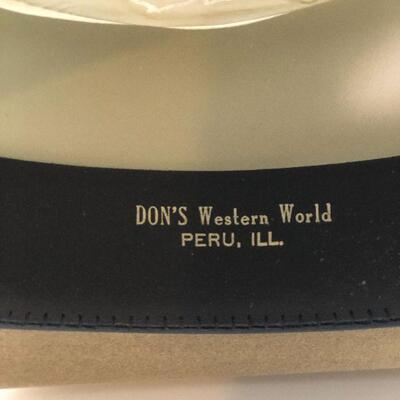 DON'S Western World
PERU, ILL.